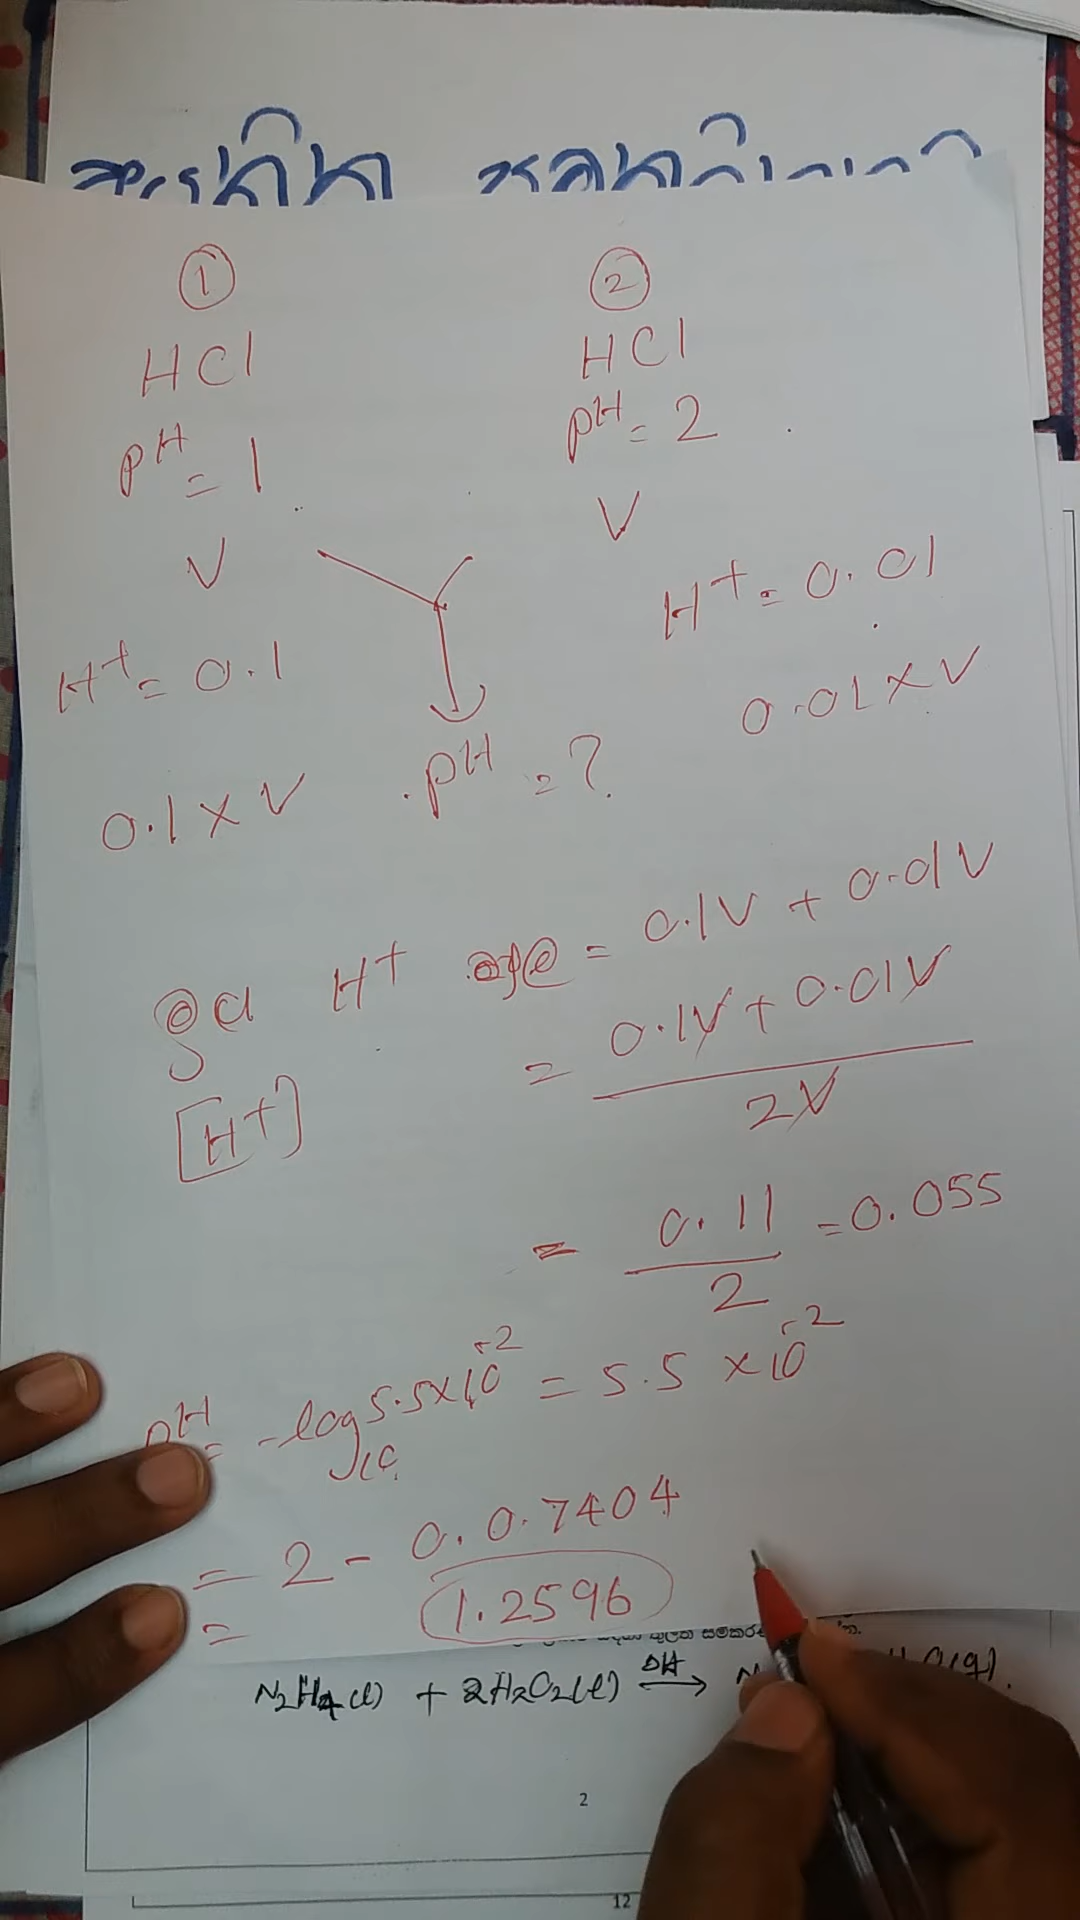 ① ②
HCl HCl
pH = 1 pH = 2
V V
H+ = 0.1 H+ = 0.01
0.1 × V 0.01 × V
pH = ?
මුළු H+ මවුල = 0.1V + 0.01V
[H+] = 0.1V + 0.01V
2V
= 0.11 = 0.055
2
= 5.5 × 10-2
pH = -log10 5.5×10-2
= 2 - 0.0.7404
= 1.2596
N2H4(l) + 2H2O2(l) ΔH →
2
12